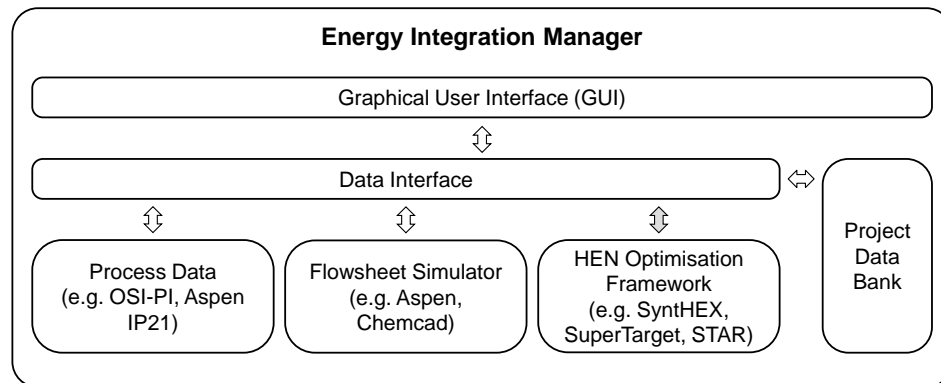 Energy Integration Manager
Graphical User Interface (GUI)
Data Interface
Process Data
(e.g. OSI-PI, Aspen
IP21)
Flowsheet Simulator
(e.g. Aspen,
Chemcad)
HEN Optimisation
Framework
(e.g. SyntHEX,
SuperTarget, STAR)
Project
Data
Bank